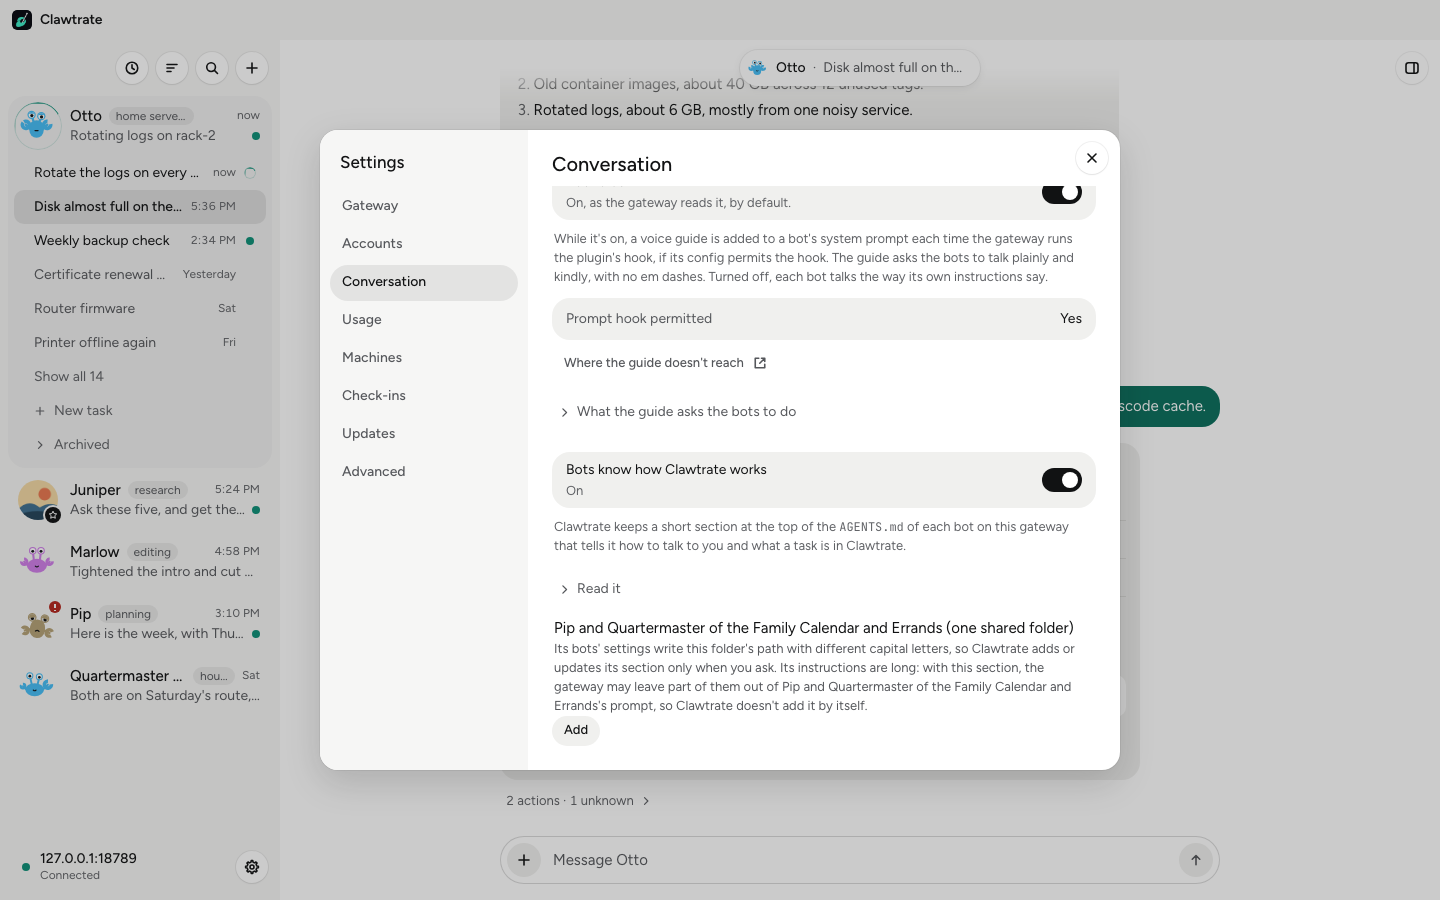 Clawtrate
Otto home serve... now
Rotating logs on rack-2
Rotate the logs on every ... now
Disk almost full on the... 5:36 PM
Weekly backup check 2:34 PM
Certificate renewal ... Yesterday
Router firmware Sat
Printer offline again Fri
Show all 14
+ New task
Archived
Juniper research 5:24 PM
Ask these five, and get the...
Marlow editing 4:58 PM
Tightened the intro and cut ...
Pip planning 3:10 PM
Here is the week, with Thu...
Quartermaster ... hou... Sat
Both are on Saturday's route,...
127.0.0.1:18789
Connected
Otto · Disk almost full on th...
2. Old container images, about 40 GB across 12 unused tags.
3. Rotated logs, about 6 GB, mostly from one noisy service.
scode cache.
Settings
Gateway
Accounts
Conversation
Usage
Machines
Check-ins
Updates
Advanced
Conversation
On, as the gateway reads it, by default.
While it's on, a voice guide is added to a bot's system prompt each time the gateway runs
the plugin's hook, if its config permits the hook. The guide asks the bots to talk plainly and
kindly, with no em dashes. Turned off, each bot talks the way its own instructions say.
Prompt hook permitted Yes
Where the guide doesn't reach
What the guide asks the bots to do
Bots know how Clawtrate works
On
Clawtrate keeps a short section at the top of the AGENTS.md of each bot on this gateway
that tells it how to talk to you and what a task is in Clawtrate.
Read it
Pip and Quartermaster of the Family Calendar and Errands (one shared folder)
Its bots' settings write this folder's path with different capital letters, so Clawtrate adds or
updates its section only when you ask. Its instructions are long: with this section, the
gateway may leave part of them out of Pip and Quartermaster of the Family Calendar and
Errands's prompt, so Clawtrate doesn't add it by itself.
Add
2 actions · 1 unknown
Message Otto